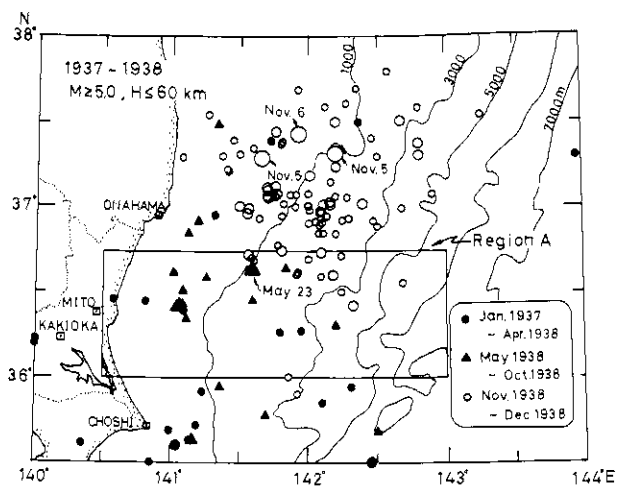 N
38°
1937 ~ 1938
M≥5.0, H≤60 km
1000
3000
5000
7000m
Nov. 6
Nov.5
Nov. 5
37°
ONAHAMA
Region A
MITO
May 23
KAKIOKA
Jan. 1937
~ Apr.1938
May 1938
~ Oct.1938
Nov. 1938
~ Dec 1938
36°
CHOSHI
140°
141°
142°
143°
144°E